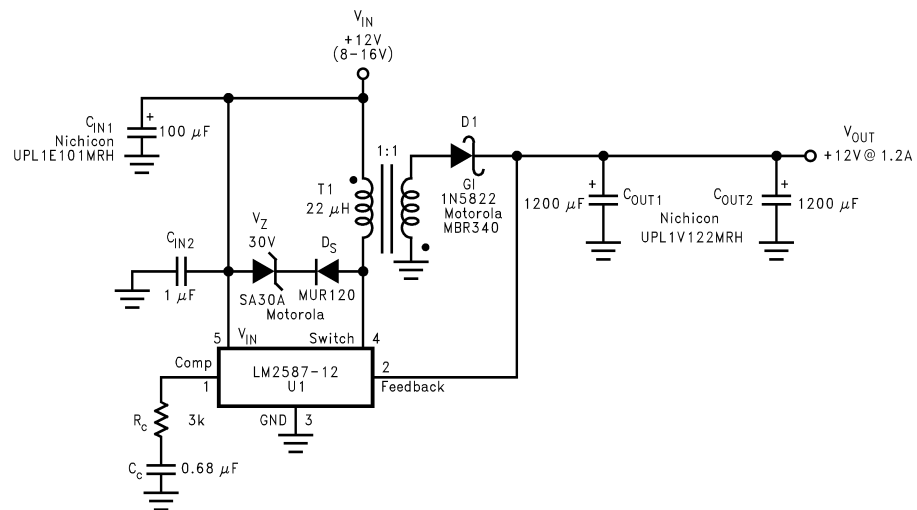 V_IN
+12V
(8-16V)
C_IN1
Nichicon
UPL1E101MRH
+
100 μF
1:1
T1
22 μH
D1
GI
1N5822
Motorola
MBR340
V_OUT
+12V @ 1.2A
+
1200 μF
C_OUT1
C_OUT2
+
1200 μF
Nichicon
UPL1V122MRH
C_IN2
1 μF
V_Z
30V
D_S
SA30A
MUR120
Motorola
5
V_IN
Switch
4
Comp
1
LM2587-12
U1
2
Feedback
GND
3
R_c
3k
C_c
0.68 μF